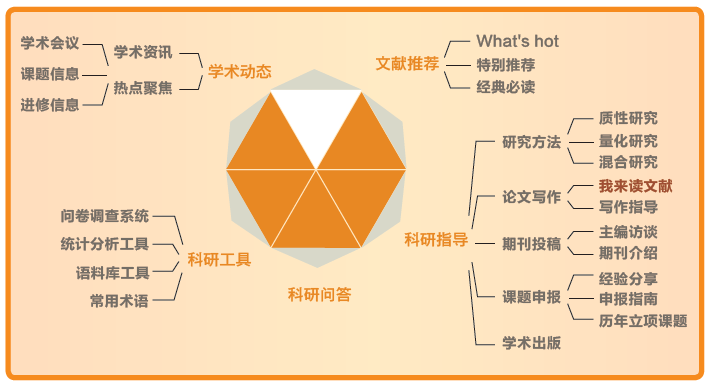 学术会议
课题信息
进修信息
学术资讯
热点聚焦
学术动态
文献推荐
What's hot
特别推荐
经典必读
科研指导
研究方法
质性研究
量化研究
混合研究
论文写作
我来读文献
写作指导
期刊投稿
主编访谈
期刊介绍
课题申报
经验分享
申报指南
历年立项课题
学术出版
问卷调查系统
统计分析工具
语料库工具
常用术语
科研工具
科研问答